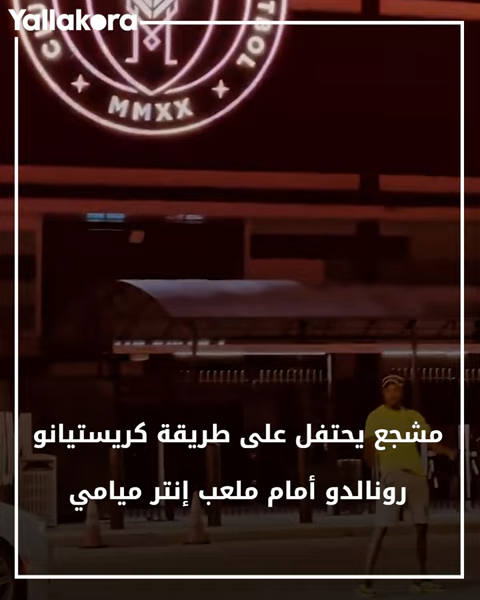 Yallakora
MMXX
مشجع يحتفل على طريقة كريستيانو
رونالدو أمام ملعب إنتر ميامي